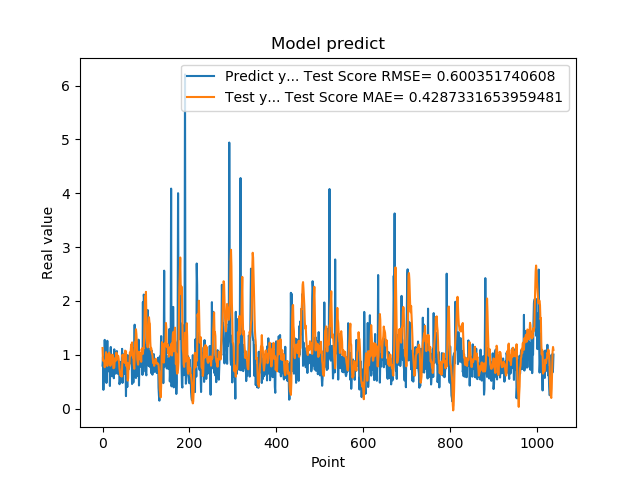 Model predict
Predict y... Test Score RMSE= 0.600351740608
Test y... Test Score MAE= 0.4287331653959481
Real value
6
5
4
3
2
1
0
0 200 400 600 800 1000
Point